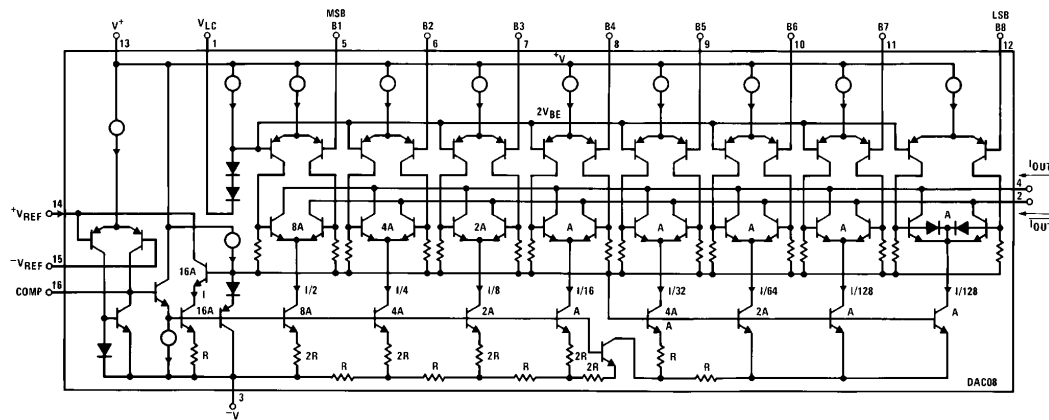 V+ VLC MSB B1 B2 B3 B4 B5 B6 B7 LSB B8
13 1 5 6 7 8 9 10 11 12
+V
2VBE
IOUT
4
2
IOUT
14
+VREF
15
−VREF
16
COMP
8A 4A 2A A A A A A
16A
I I/2 I/4 I/8 I/16 I/32 I/64 I/128 I/128
16A 8A 4A 2A A 4A A 2A A A
R 2R 2R 2R 2R 2R R
R R R R
3
−V
DAC08